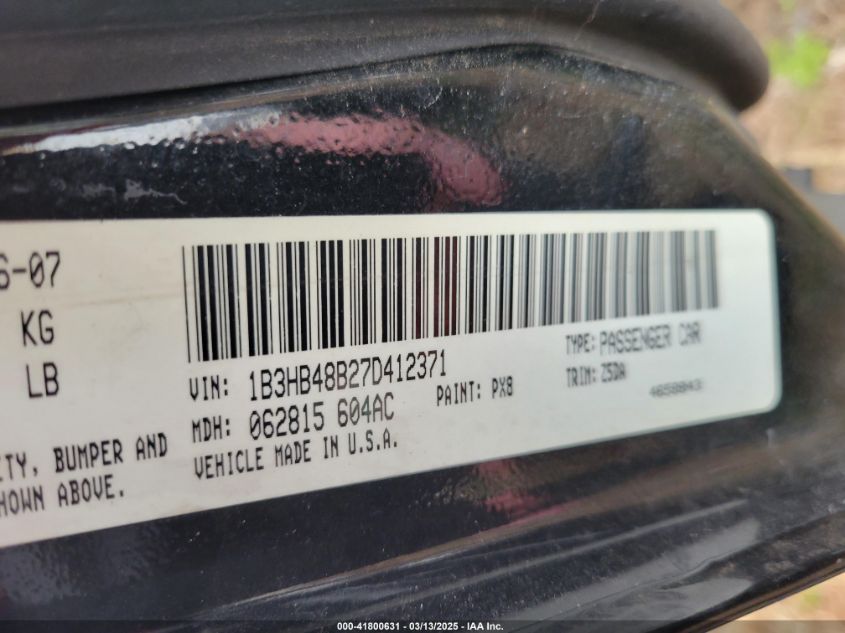 6-07
KG
LB
VIN: 1B3HB48B27D412371
TYPE: PASSENGER CAR
MDH: 062815 604AC
PAINT: PX8
TRIM: Z5DA
VEHICLE MADE IN U.S.A.
ITY, BUMPER AND
HOWN ABOVE.
000-41800631 - 03/13/2025 - IAA Inc.